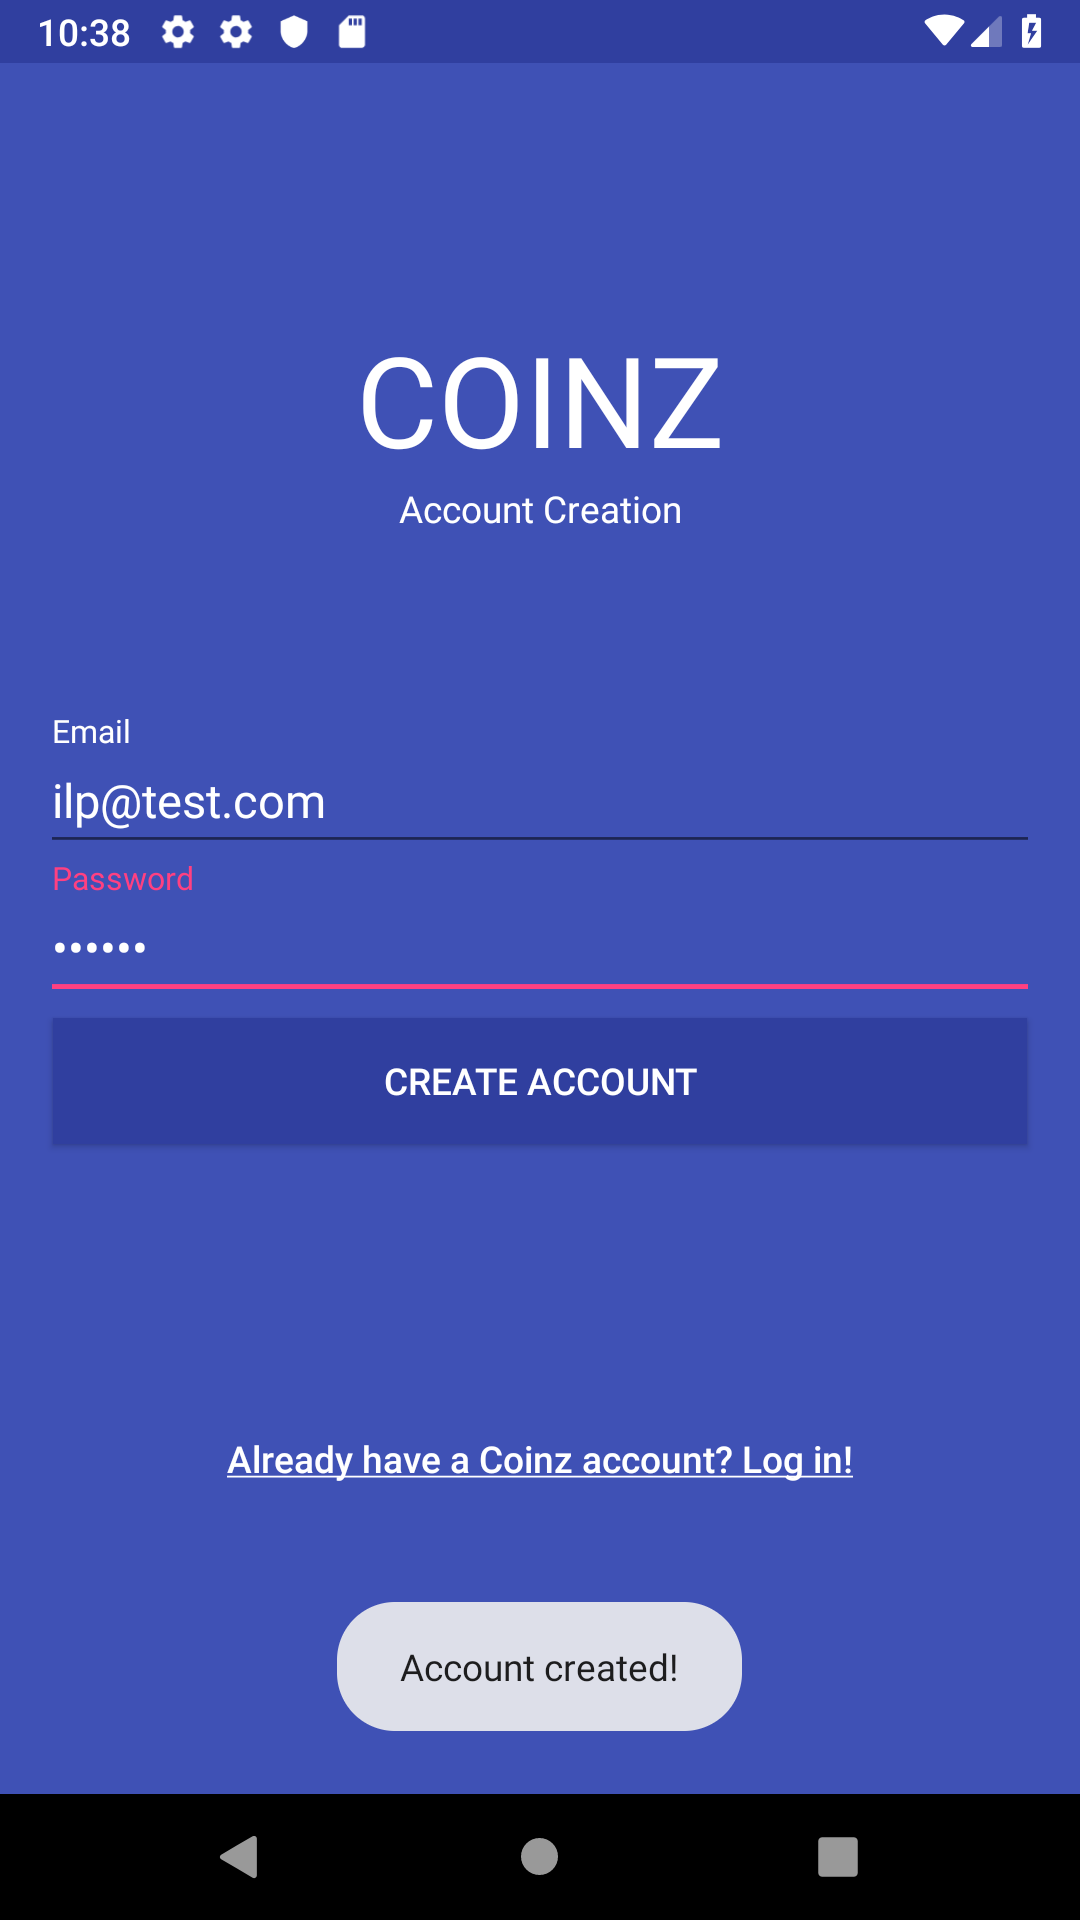 10:38
COINZ
Account Creation
Email
ilp@test.com
Password
••••••
CREATE ACCOUNT
Already have a Coinz account? Log in!
Account created!